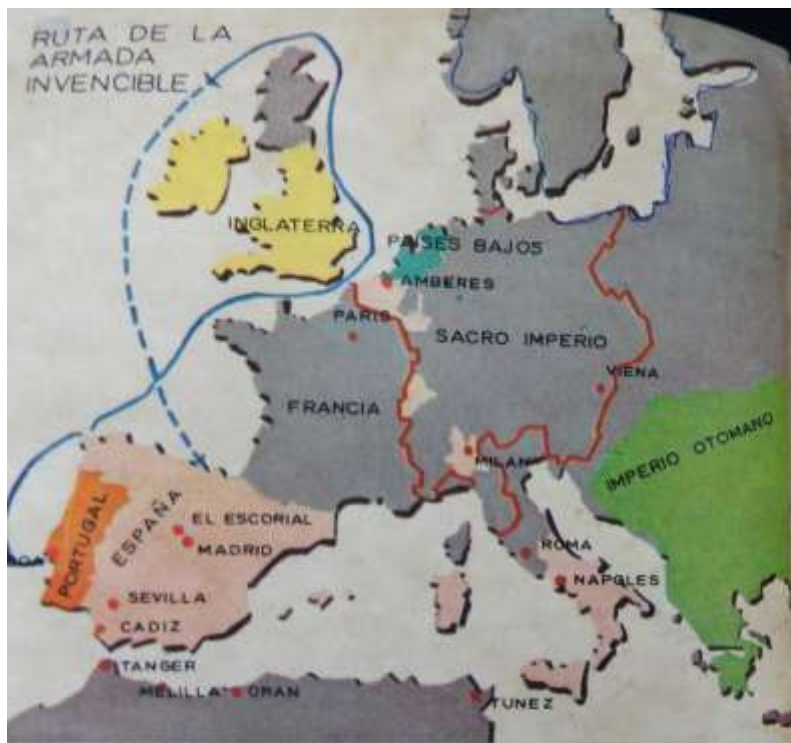 RUTA DE LA
ARMADA
INVENCIBLE
INGLATERRA
PAISES BAJOS
AMBERES
PARIS
SACRO IMPERIO
VIENA
FRANCIA
MILAN
IMPERIO OTOMANO
PORTUGAL
ESPAÑA
EL ESCORIAL
MADRID
ROMA
NAPOLES
SEVILLA
CADIZ
TANGER
MELILLA
ORAN
TUNEZ